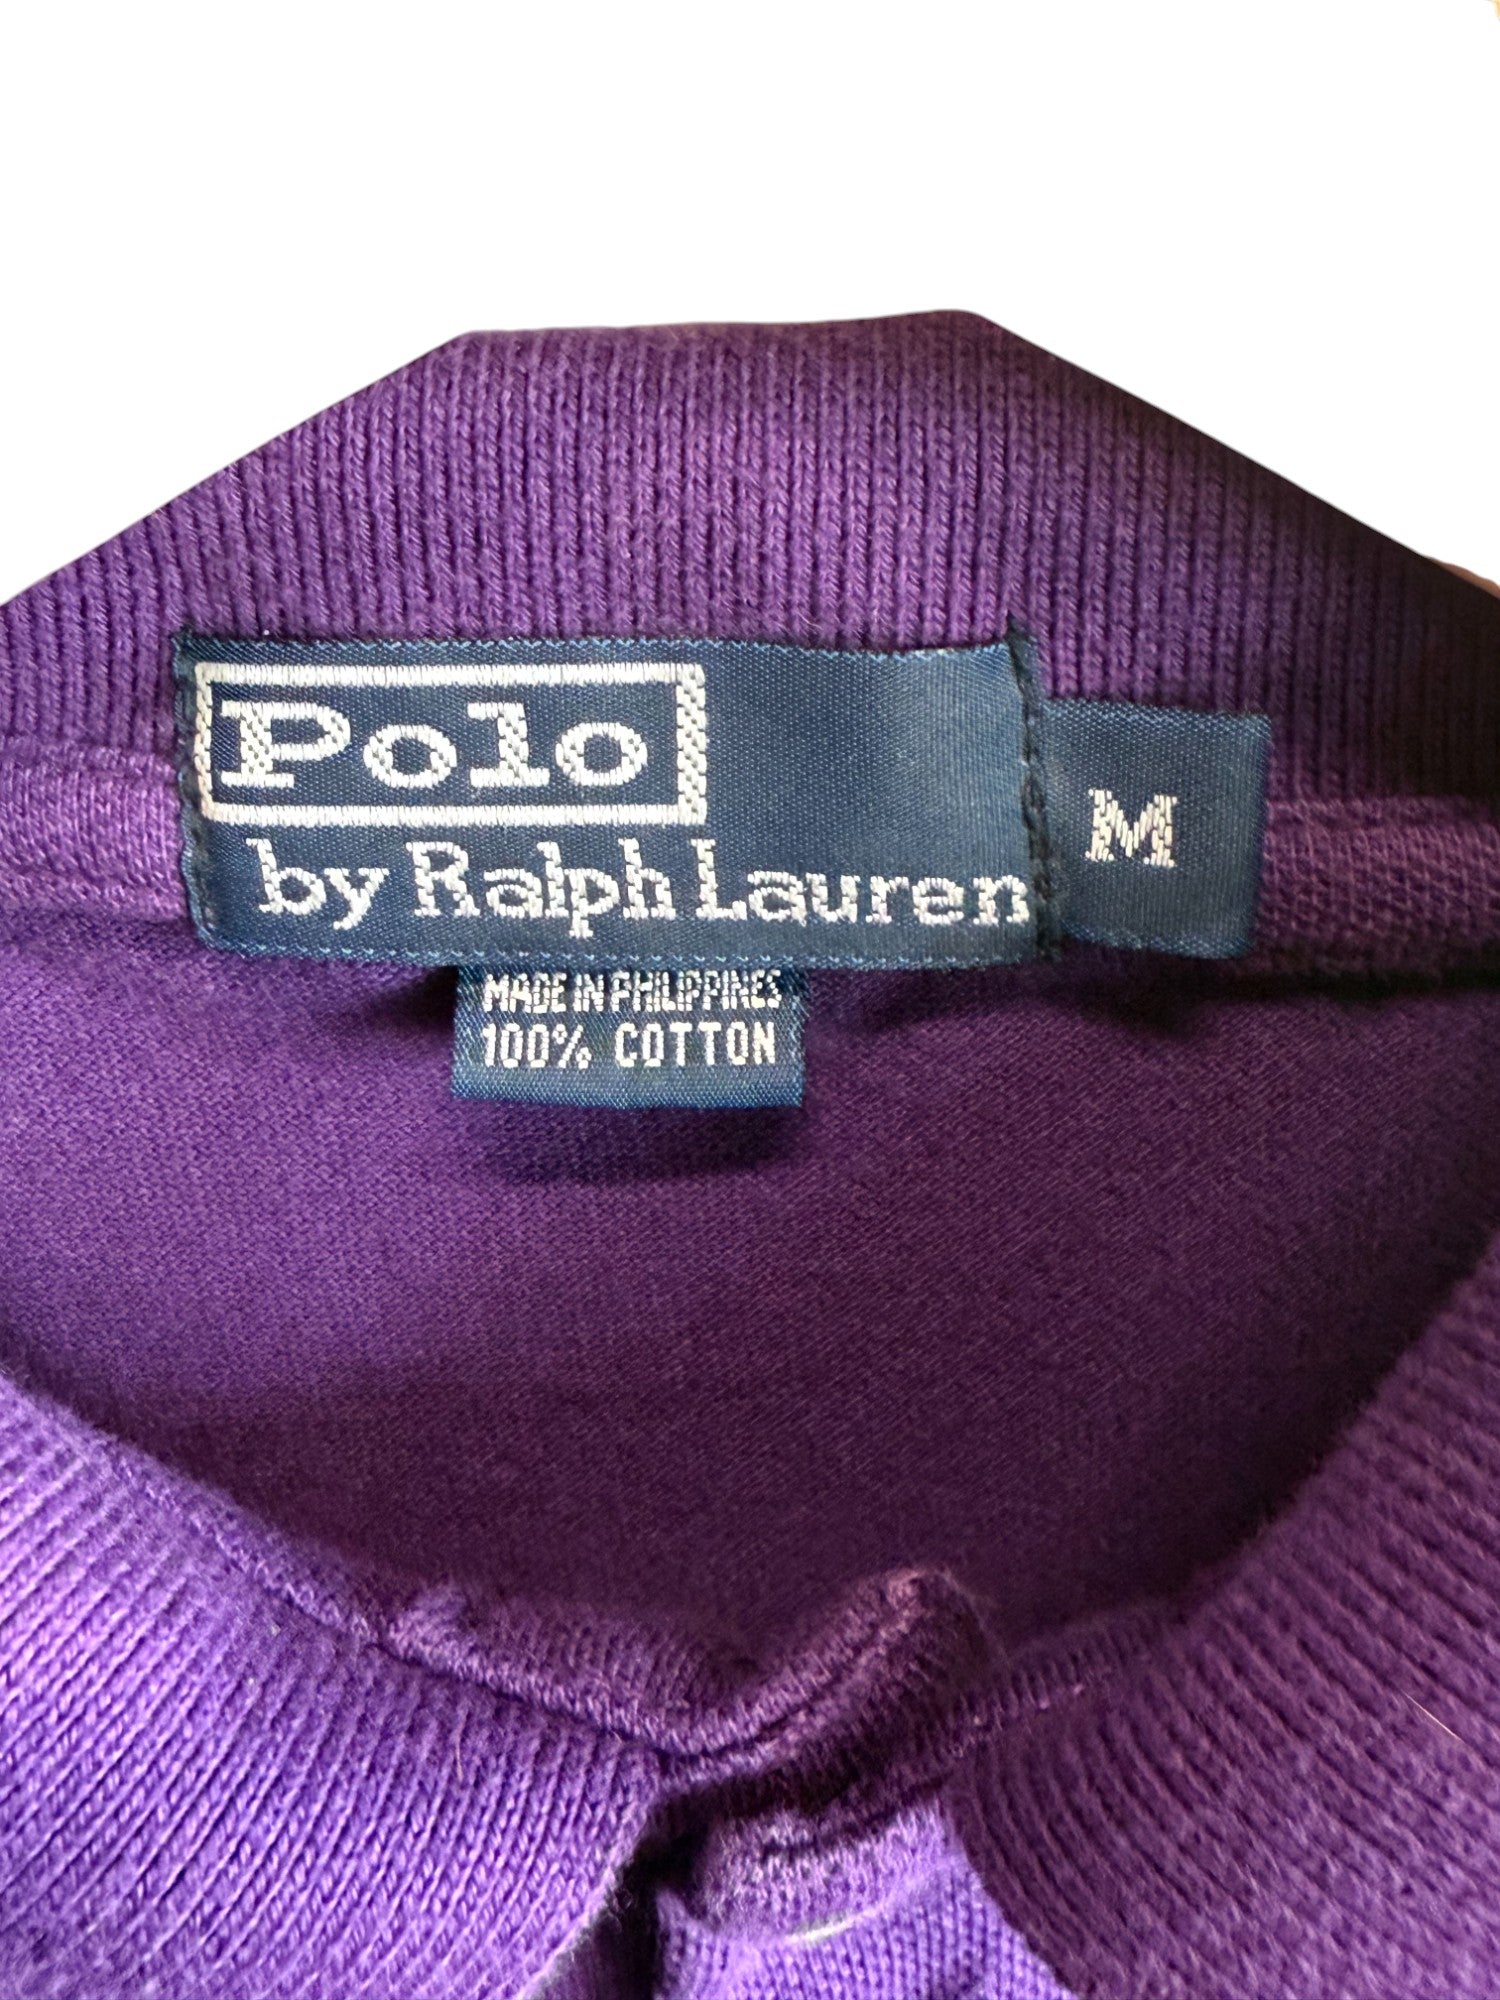 Polo
by Ralph Lauren
M
MADE IN PHILIPPINES
100% COTTON